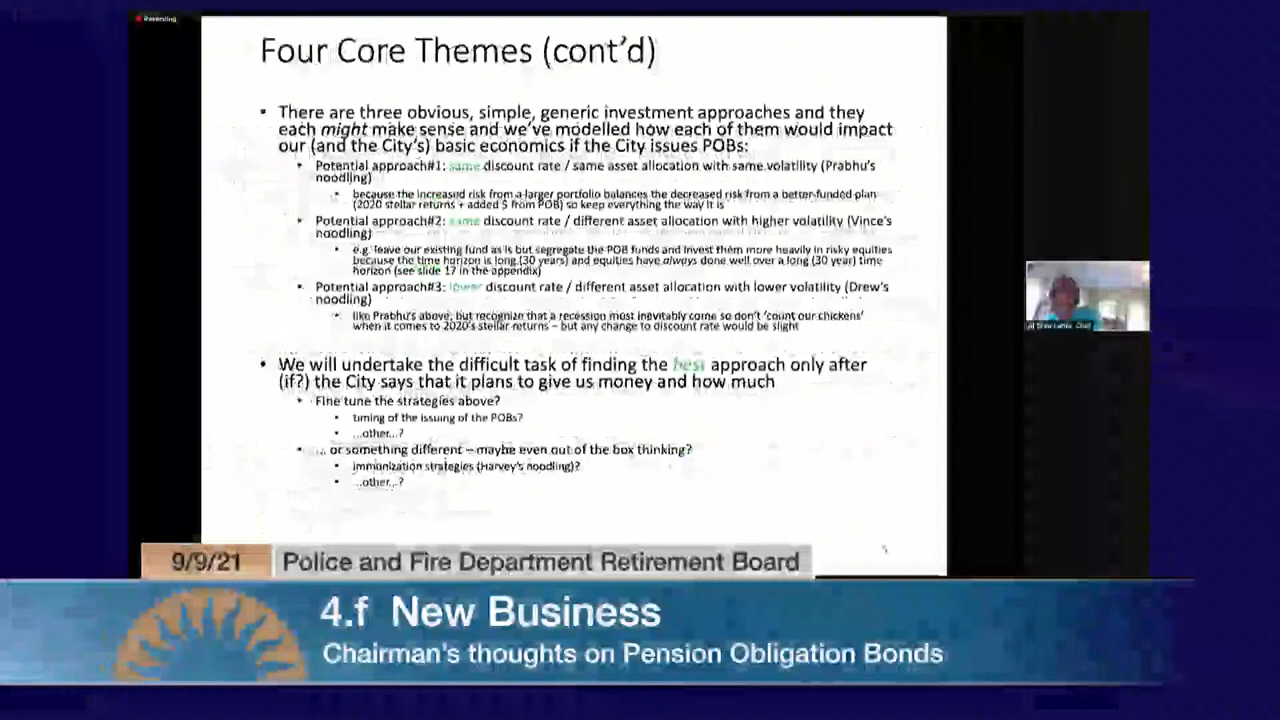 Four Core Themes (cont'd)
• There are three obvious, simple, generic investment approaches and they
each might make sense and we've modelled how each of them would impact
our (and the City's) basic economics if the City issues POBs:
• Potential approach#1: same discount rate / same asset allocation with same volatility (Prabhu's
noodling)
• because the increased risk from a larger portfolio balances the decreased risk from a better-funded plan
(2020 stellar returns + added $ from POB) so keep everything the way it is
• Potential approach#2: same discount rate / different asset allocation with higher volatility (Vince's
noodling)
• e.g. leave our existing fund as is but segregate the POB funds and invest them more heavily in risky equities
because the time horizon is long (30 years) and equities have always done well over a long (30 year) time
horizon (see slide 17 in the appendix)
• Potential approach#3: lower discount rate / different asset allocation with lower volatility (Drew's
noodling)
• like Prabhu's above, but recognize that a recession most inevitably come so don't 'count our chickens'
when it comes to 2020's stellar returns – but any change to discount rate would be slight
• We will undertake the difficult task of finding the best approach only after
(if?) the City says that it plans to give us money and how much
• Fine tune the strategies above?
• timing of the issuing of the POBs?
• ...other...?
• ... or something different – maybe even out of the box thinking?
• immunization strategies (Harvey's noodling)?
• ...other...?
9/9/21 Police and Fire Department Retirement Board
4.f New Business
Chairman's thoughts on Pension Obligation Bonds